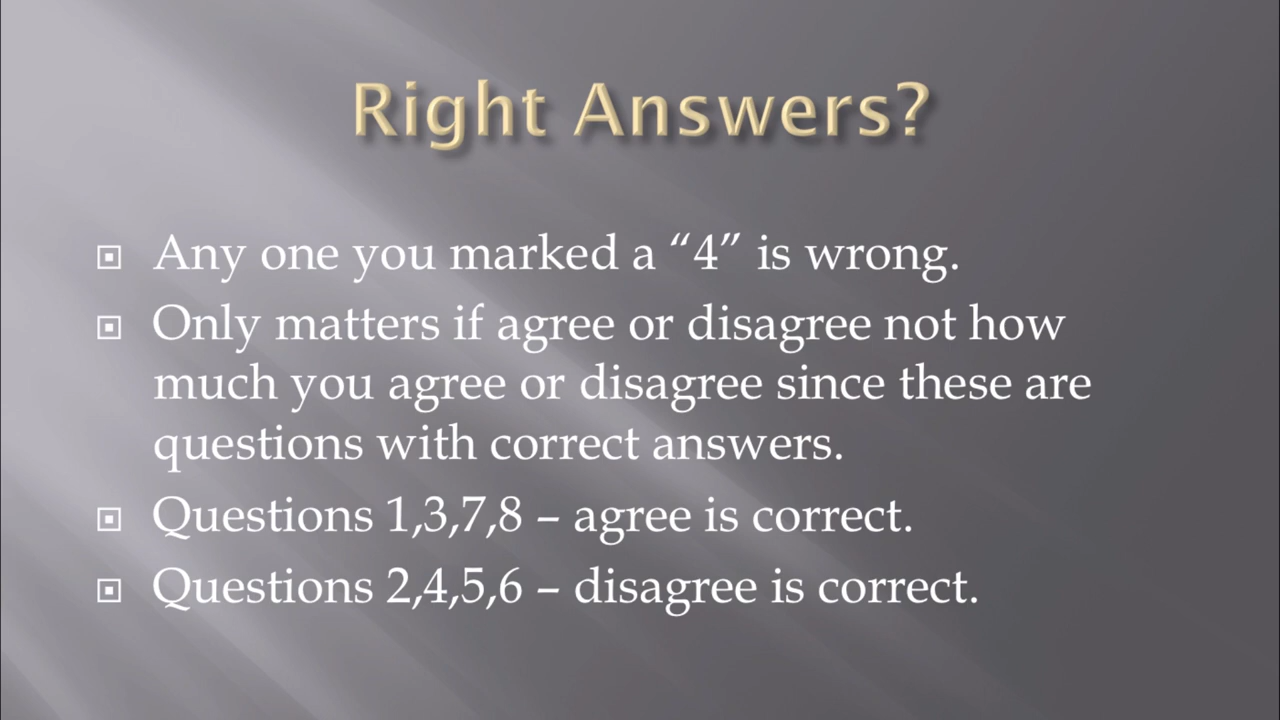 Right Answers?
Any one you marked a “4” is wrong.
Only matters if agree or disagree not how
much you agree or disagree since these are
questions with correct answers.
Questions 1,3,7,8 – agree is correct.
Questions 2,4,5,6 – disagree is correct.